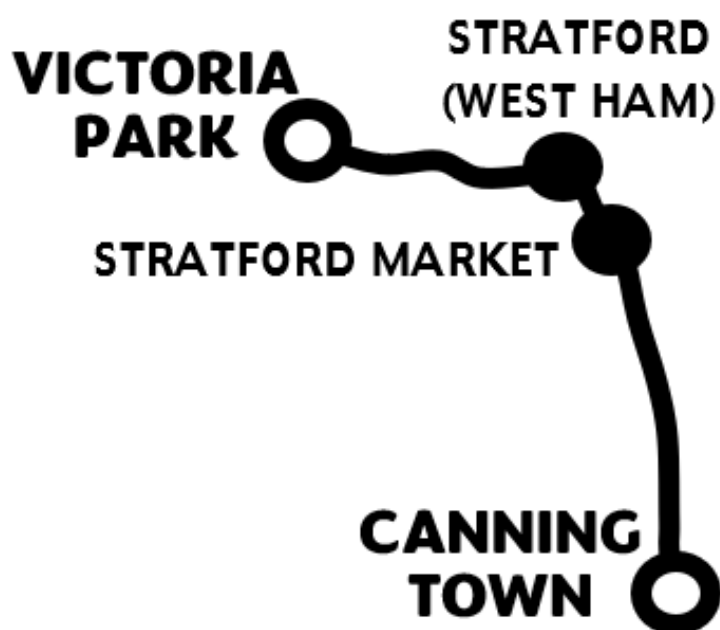 STRATFORD
(WEST HAM)
VICTORIA
PARK
STRATFORD MARKET
CANNING
TOWN